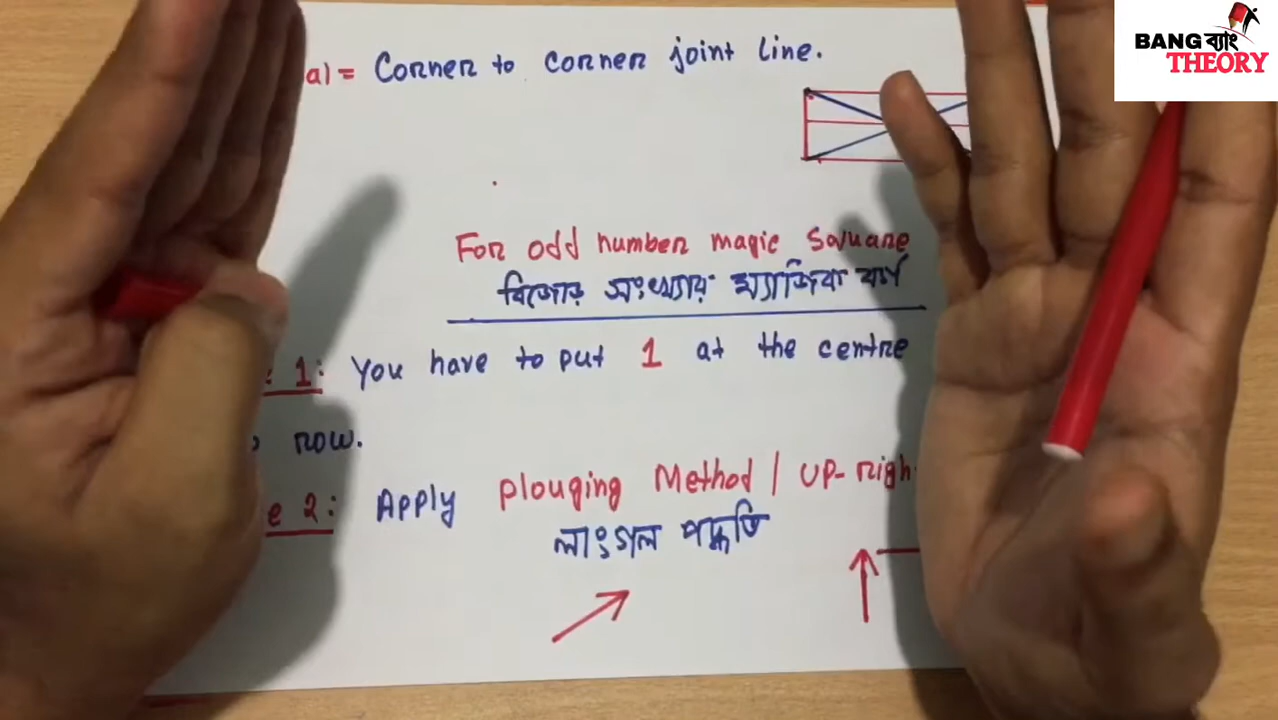 al = Corner to corner joint line.
BANG ব্যাং
THEORY
For odd number magic Square
বিজোড় সংখ্যার ম্যাজিক বর্গ
e 1: You have to put 1 at the centre
row.
e 2: Apply Plouging Method / UP-righ
লাংগল পদ্ধতি